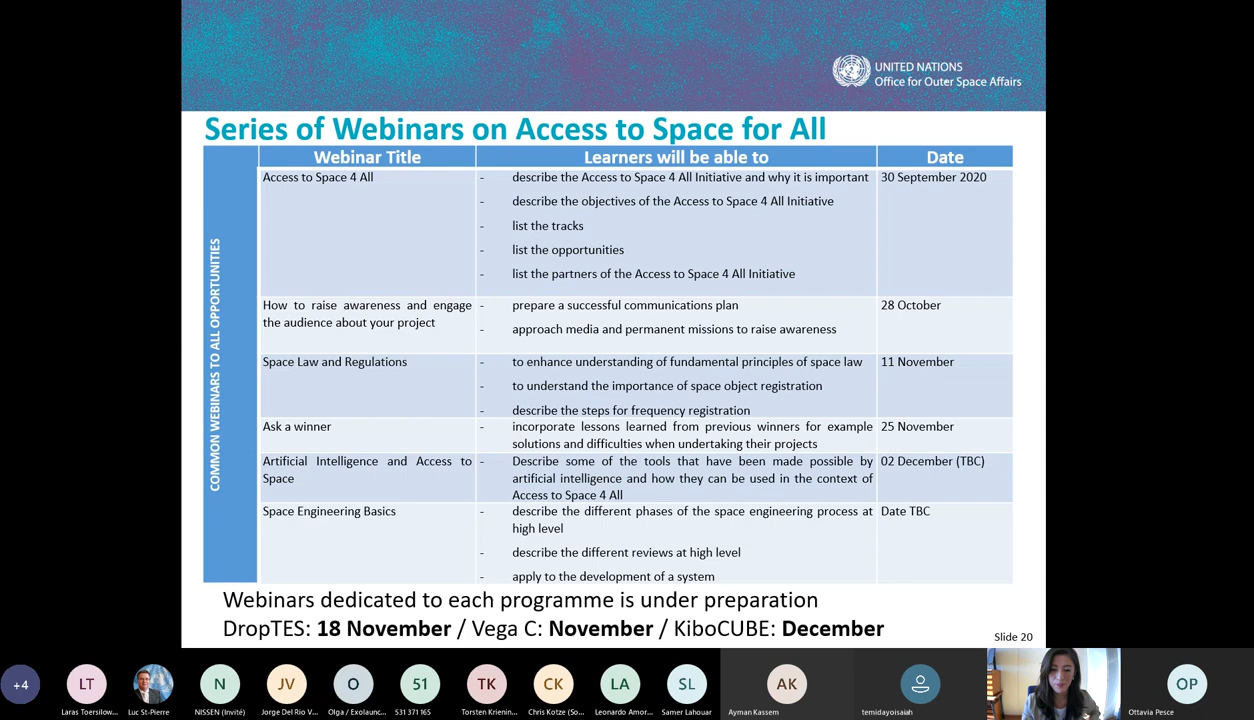 UNITED NATIONS
Office for Outer Space Affairs
Series of Webinars on Access to Space for All
COMMON WEBINARS TO ALL OPPORTUNITIES
Webinar Title
Learners will be able to
Date
Access to Space 4 All
- describe the Access to Space 4 All Initiative and why it is important
- describe the objectives of the Access to Space 4 All Initiative
- list the tracks
- list the opportunities
- list the partners of the Access to Space 4 All Initiative
30 September 2020
How to raise awareness and engage
the audience about your project
- prepare a successful communications plan
- approach media and permanent missions to raise awareness
28 October
Space Law and Regulations
- to enhance understanding of fundamental principles of space law
- to understand the importance of space object registration
- describe the steps for frequency registration
11 November
Ask a winner
- incorporate lessons learned from previous winners for example
solutions and difficulties when undertaking their projects
25 November
Artificial Intelligence and Access to
Space
- Describe some of the tools that have been made possible by
artificial intelligence and how they can be used in the context of
Access to Space 4 All
02 December (TBC)
Space Engineering Basics
- describe the different phases of the space engineering process at
high level
- describe the different reviews at high level
- apply to the development of a system
Date TBC
Webinars dedicated to each programme is under preparation
DropTES: 18 November / Vega C: November / KiboCUBE: December
Slide 20
+4
LT
N
JV
O
51
TK
CK
LA
SL
AK
OP
Laras Toersilow...
Luc St-Pierre
NISSEN (Invité)
Jorge Del Rio V...
Olga / Exolaunc...
531 371 165
Torsten Krienin...
Chris Kotze (So...
Leonardo Amor...
Samer Lahouar
Ayman Kassem
temidayoisaiah
Ottavia Pesce